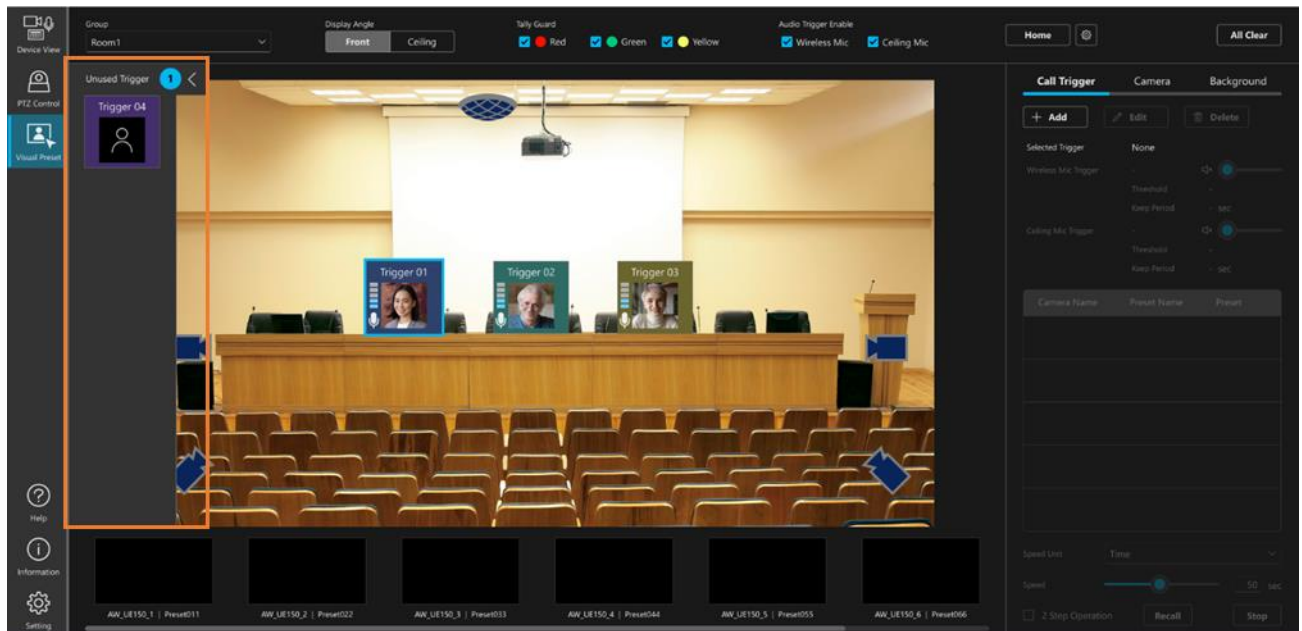 Device View
PTZ Control
Visual Preset
Help
Information
Setting
Group
Room1
Display Angle
Front Ceiling
Tally Guard
Red Green Yellow
Audio Trigger Enable
Wireless Mic Ceiling Mic
Home
All Clear
Unused Trigger 1
Trigger 04
Trigger 01
Trigger 02
Trigger 03
AW_UE150_1 | Preset011
AW_UE150_2 | Preset022
AW_UE150_3 | Preset033
AW_UE150_4 | Preset044
AW_UE150_5 | Preset055
AW_UE150_6 | Preset066
Call Trigger Camera Background
+ Add Edit Delete
Selected Trigger None
Wireless Mic Trigger -
Threshold -
Keep Period - sec
Ceiling Mic Trigger -
Threshold -
Keep Period - sec
Camera Name Preset Name Preset
Speed Unit Time
Speed 50 sec
2 Step Operation Recall Stop